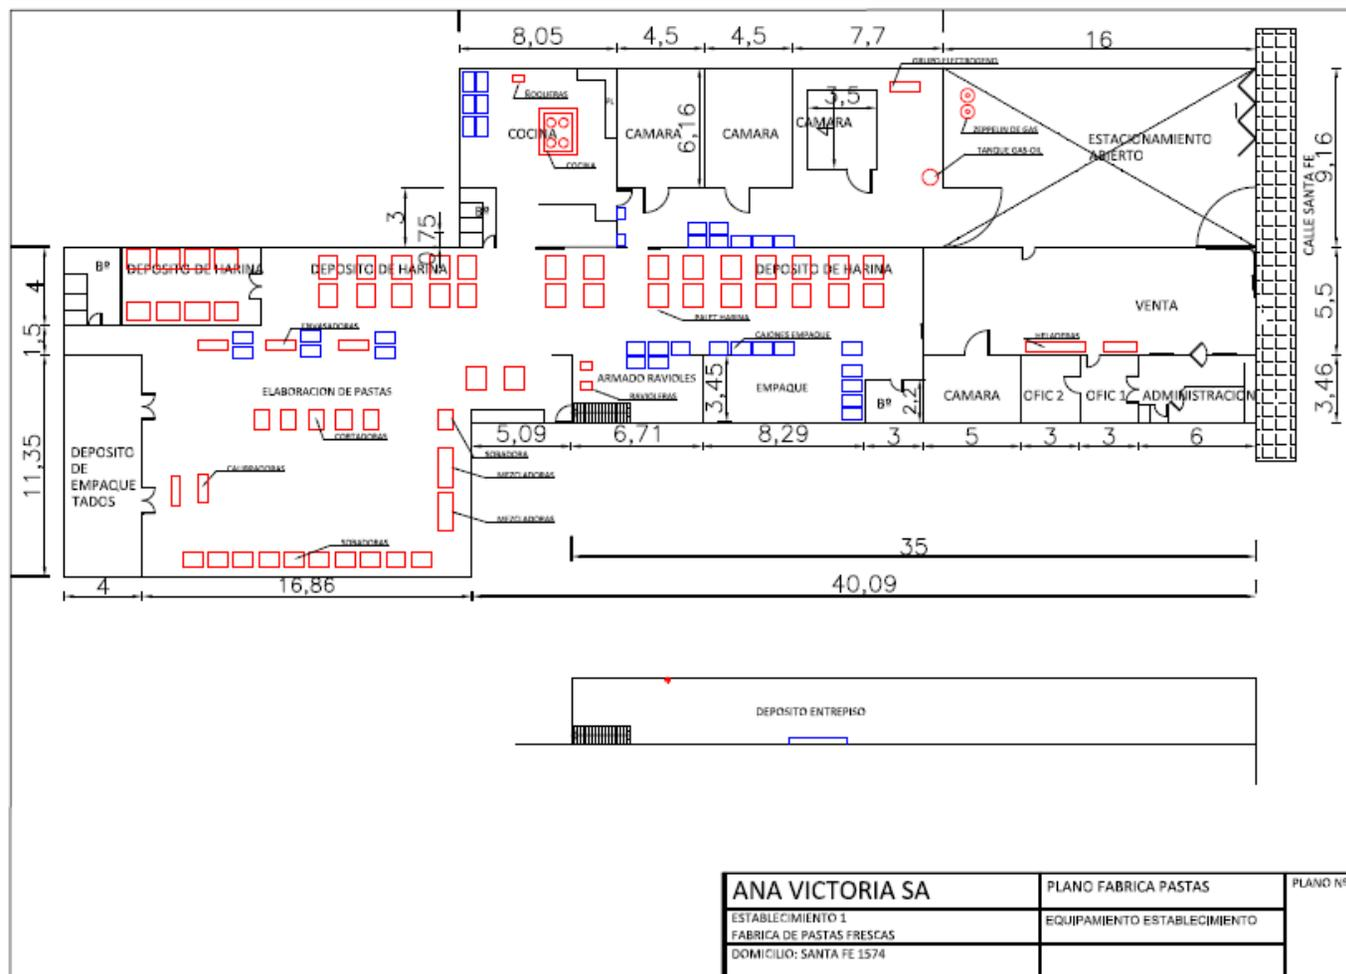 8,05
4,5
4,5
7,7
16
GRUPO ELECTROGENO
ÑOQUERAS
COCINA
COCINA
CAMARA
6,16
CAMARA
3,5
4
CAMARA
ZEPPELIN DE GAS
TANQUE GAS-OIL
ESTACIONAMIENTO
ABIERTO
9,16
CALLE SANTA FE
3
0,75
Bº
4
Bº
DEPOSITO DE HARINA
DEPOSITO DE HARINA
DEPOSITO DE HARINA
PALET HARINA
VENTA
5,5
1,5
ENVASADORAS
CAJONES EMPAQUE
HELADERAS
ELABORACION DE PASTAS
ARMADO RAVIOLES
RAVIOLERAS
3,45
EMPAQUE
Bº
2,2
CAMARA
OFIC 2
OFIC 1
ADMINISTRACION
3,46
CORTADORAS
5,09
6,71
8,29
3
5
3
3
6
SOBADORA
11,35
DEPOSITO
DE
EMPAQUE
TADOS
CALIBRADORAS
MEZCLADORAS
MEZCLADORAS
SOBADORAS
35
4
16,86
40,09
DEPOSITO ENTREPISO
ANA VICTORIA SA
PLANO FABRICA PASTAS
PLANO Nº
ESTABLECIMIENTO 1
FABRICA DE PASTAS FRESCAS
EQUIPAMIENTO ESTABLECIMIENTO
DOMICILIO: SANTA FE 1574